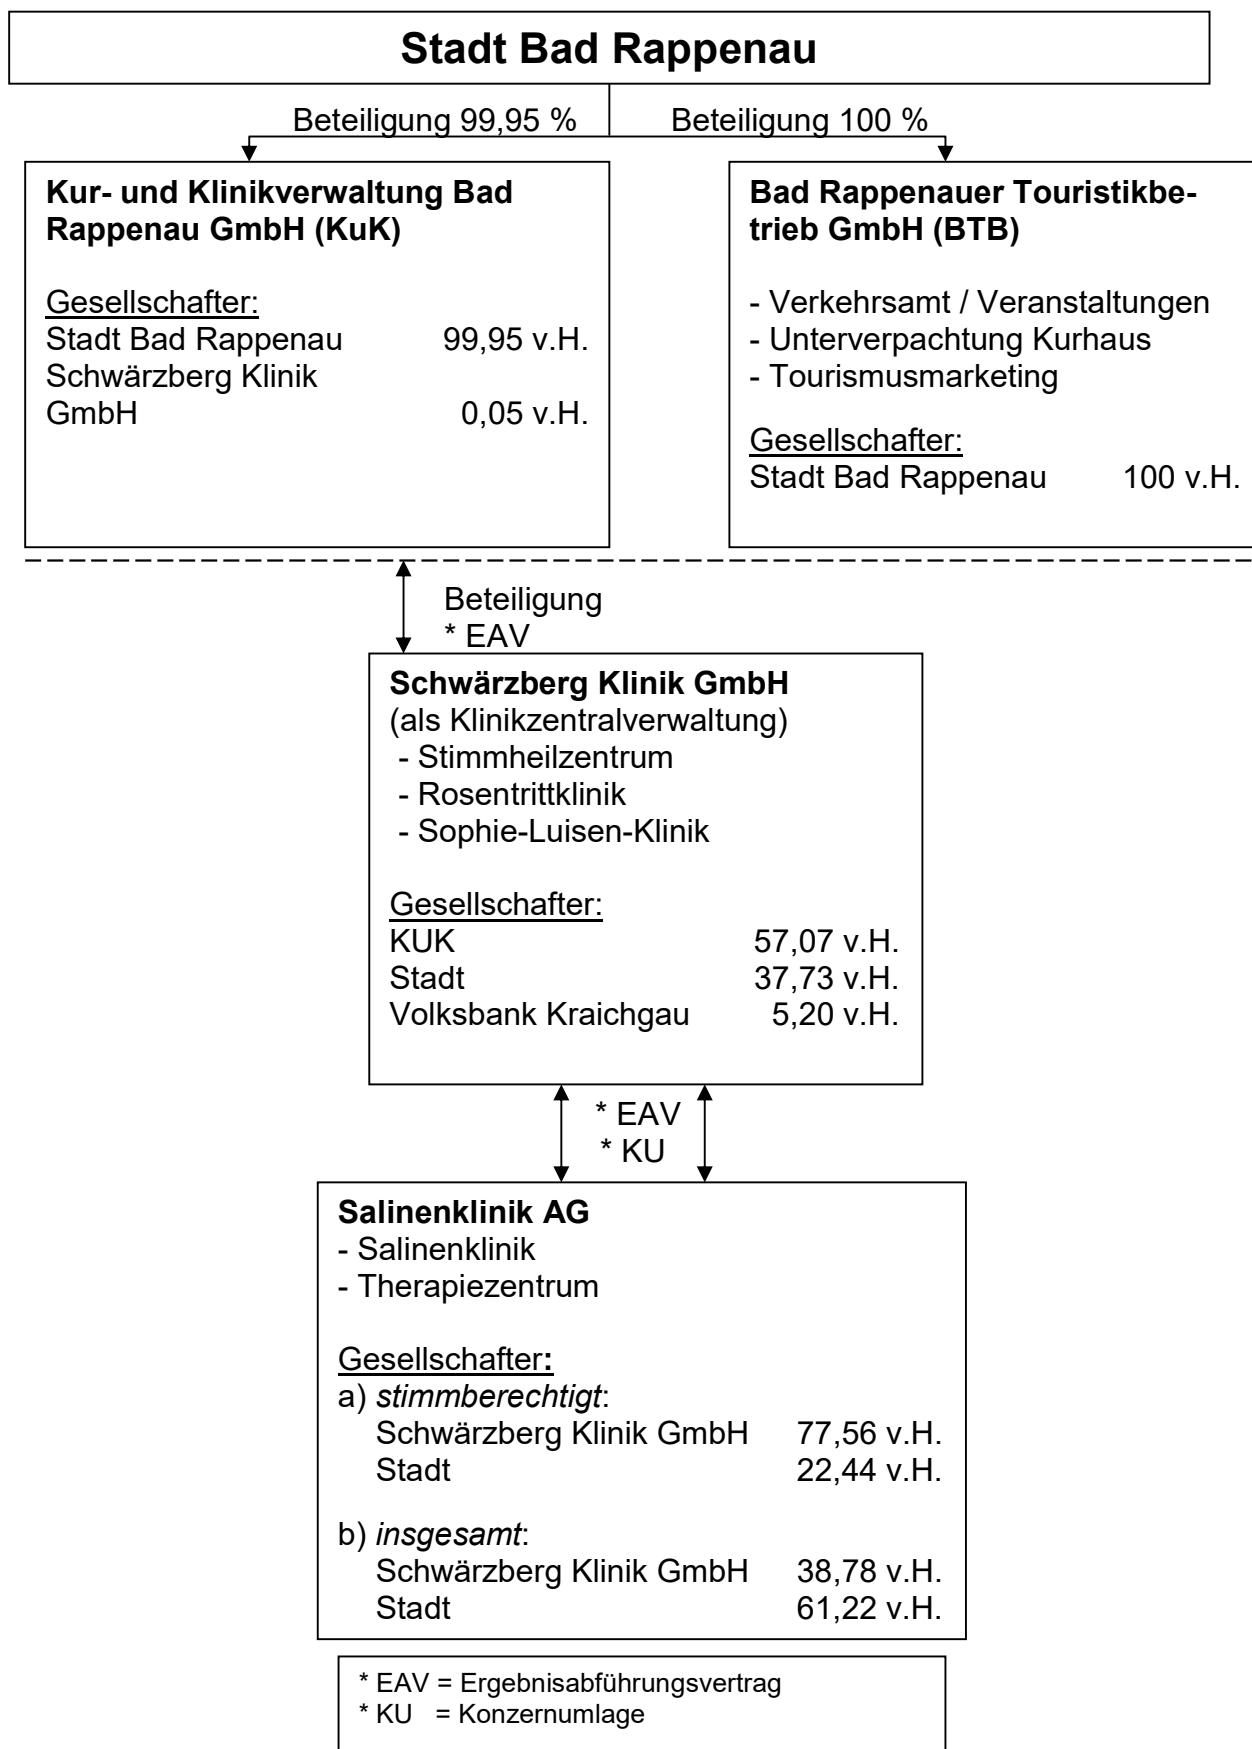 Stadt Bad Rappenau
Beteiligung 99,95 %
Beteiligung 100 %
Kur- und Klinikverwaltung Bad
Rappenau GmbH (KuK)
Gesellschafter:
Stadt Bad Rappenau 99,95 v.H.
Schwärzberg Klinik
GmbH 0,05 v.H.
Bad Rappenauer Touristikbe-
trieb GmbH (BTB)
- Verkehrsamt / Veranstaltungen
- Unterverpachtung Kurhaus
- Tourismusmarketing
Gesellschafter:
Stadt Bad Rappenau 100 v.H.
Beteiligung
* EAV
Schwärzberg Klinik GmbH
(als Klinikzentralverwaltung)
- Stimmheilzentrum
- Rosentrittklinik
- Sophie-Luisen-Klinik
Gesellschafter:
KUK 57,07 v.H.
Stadt 37,73 v.H.
Volksbank Kraichgau 5,20 v.H.
* EAV
* KU
Salinenklinik AG
- Salinenklinik
- Therapiezentrum
Gesellschafter:
a) stimmberechtigt:
Schwärzberg Klinik GmbH 77,56 v.H.
Stadt 22,44 v.H.
b) insgesamt:
Schwärzberg Klinik GmbH 38,78 v.H.
Stadt 61,22 v.H.
* EAV = Ergebnisabführungsvertrag
* KU = Konzernumlage